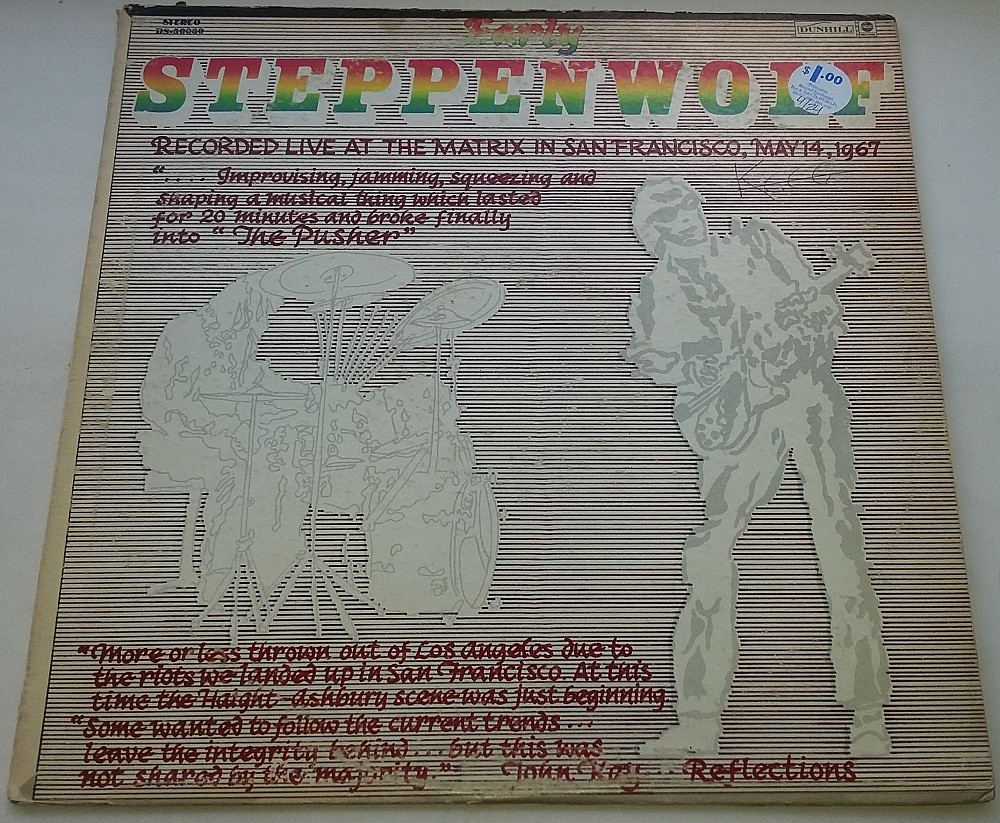 STEREO
DS-50060
Early
DUNHILL
abc
STEPPENWOLF
$1.00
4/24
RECORDED LIVE AT THE MATRIX IN SAN FRANCISCO, MAY 14, 1967
".... Improvising, jamming, squeezing and
shaping a musical thing which lasted
for 20 minutes and broke finally
into "The Pusher"
"More or less thrown out of Los Angeles due to
the riots we landed up in San Francisco. At this
time the Haight-Ashbury scene was just beginning
"Some wanted to follow the current trends...
leave the integrity behind... but this was
not shared by the majority."
John Kay... Reflections